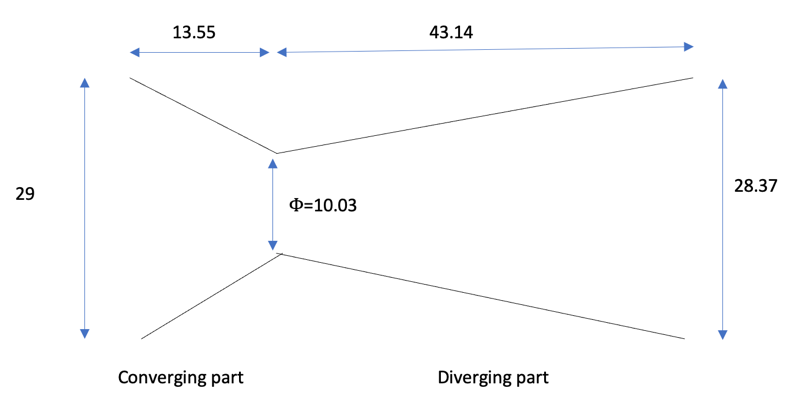 13.55
43.14
29
Φ=10.03
28.37
Converging part
Diverging part